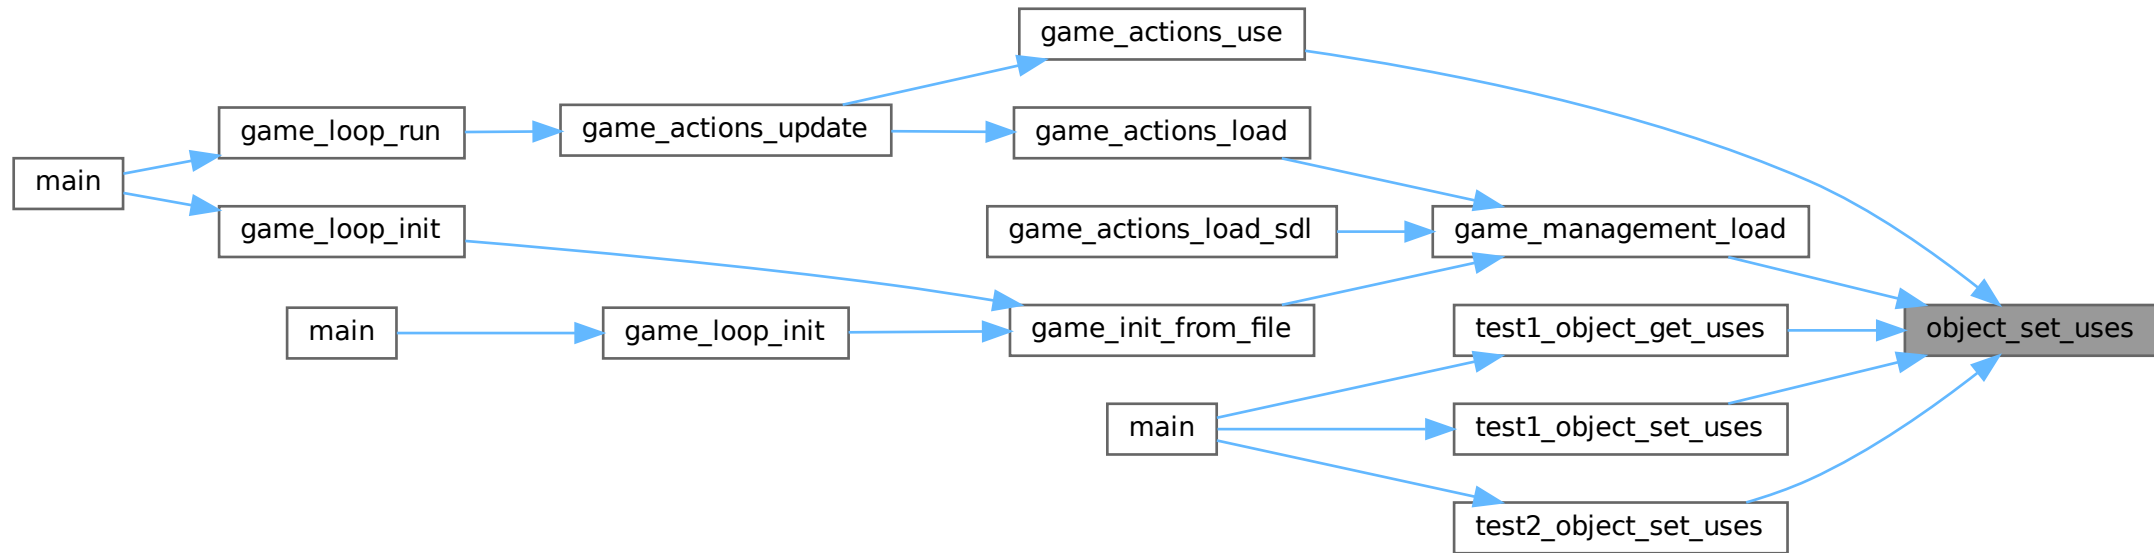 game_actions_use
game_loop_run
game_actions_update
game_actions_load
main
game_loop_init
game_actions_load_sdl
game_management_load
main
game_loop_init
game_init_from_file
test1_object_get_uses
object_set_uses
main
test1_object_set_uses
test2_object_set_uses